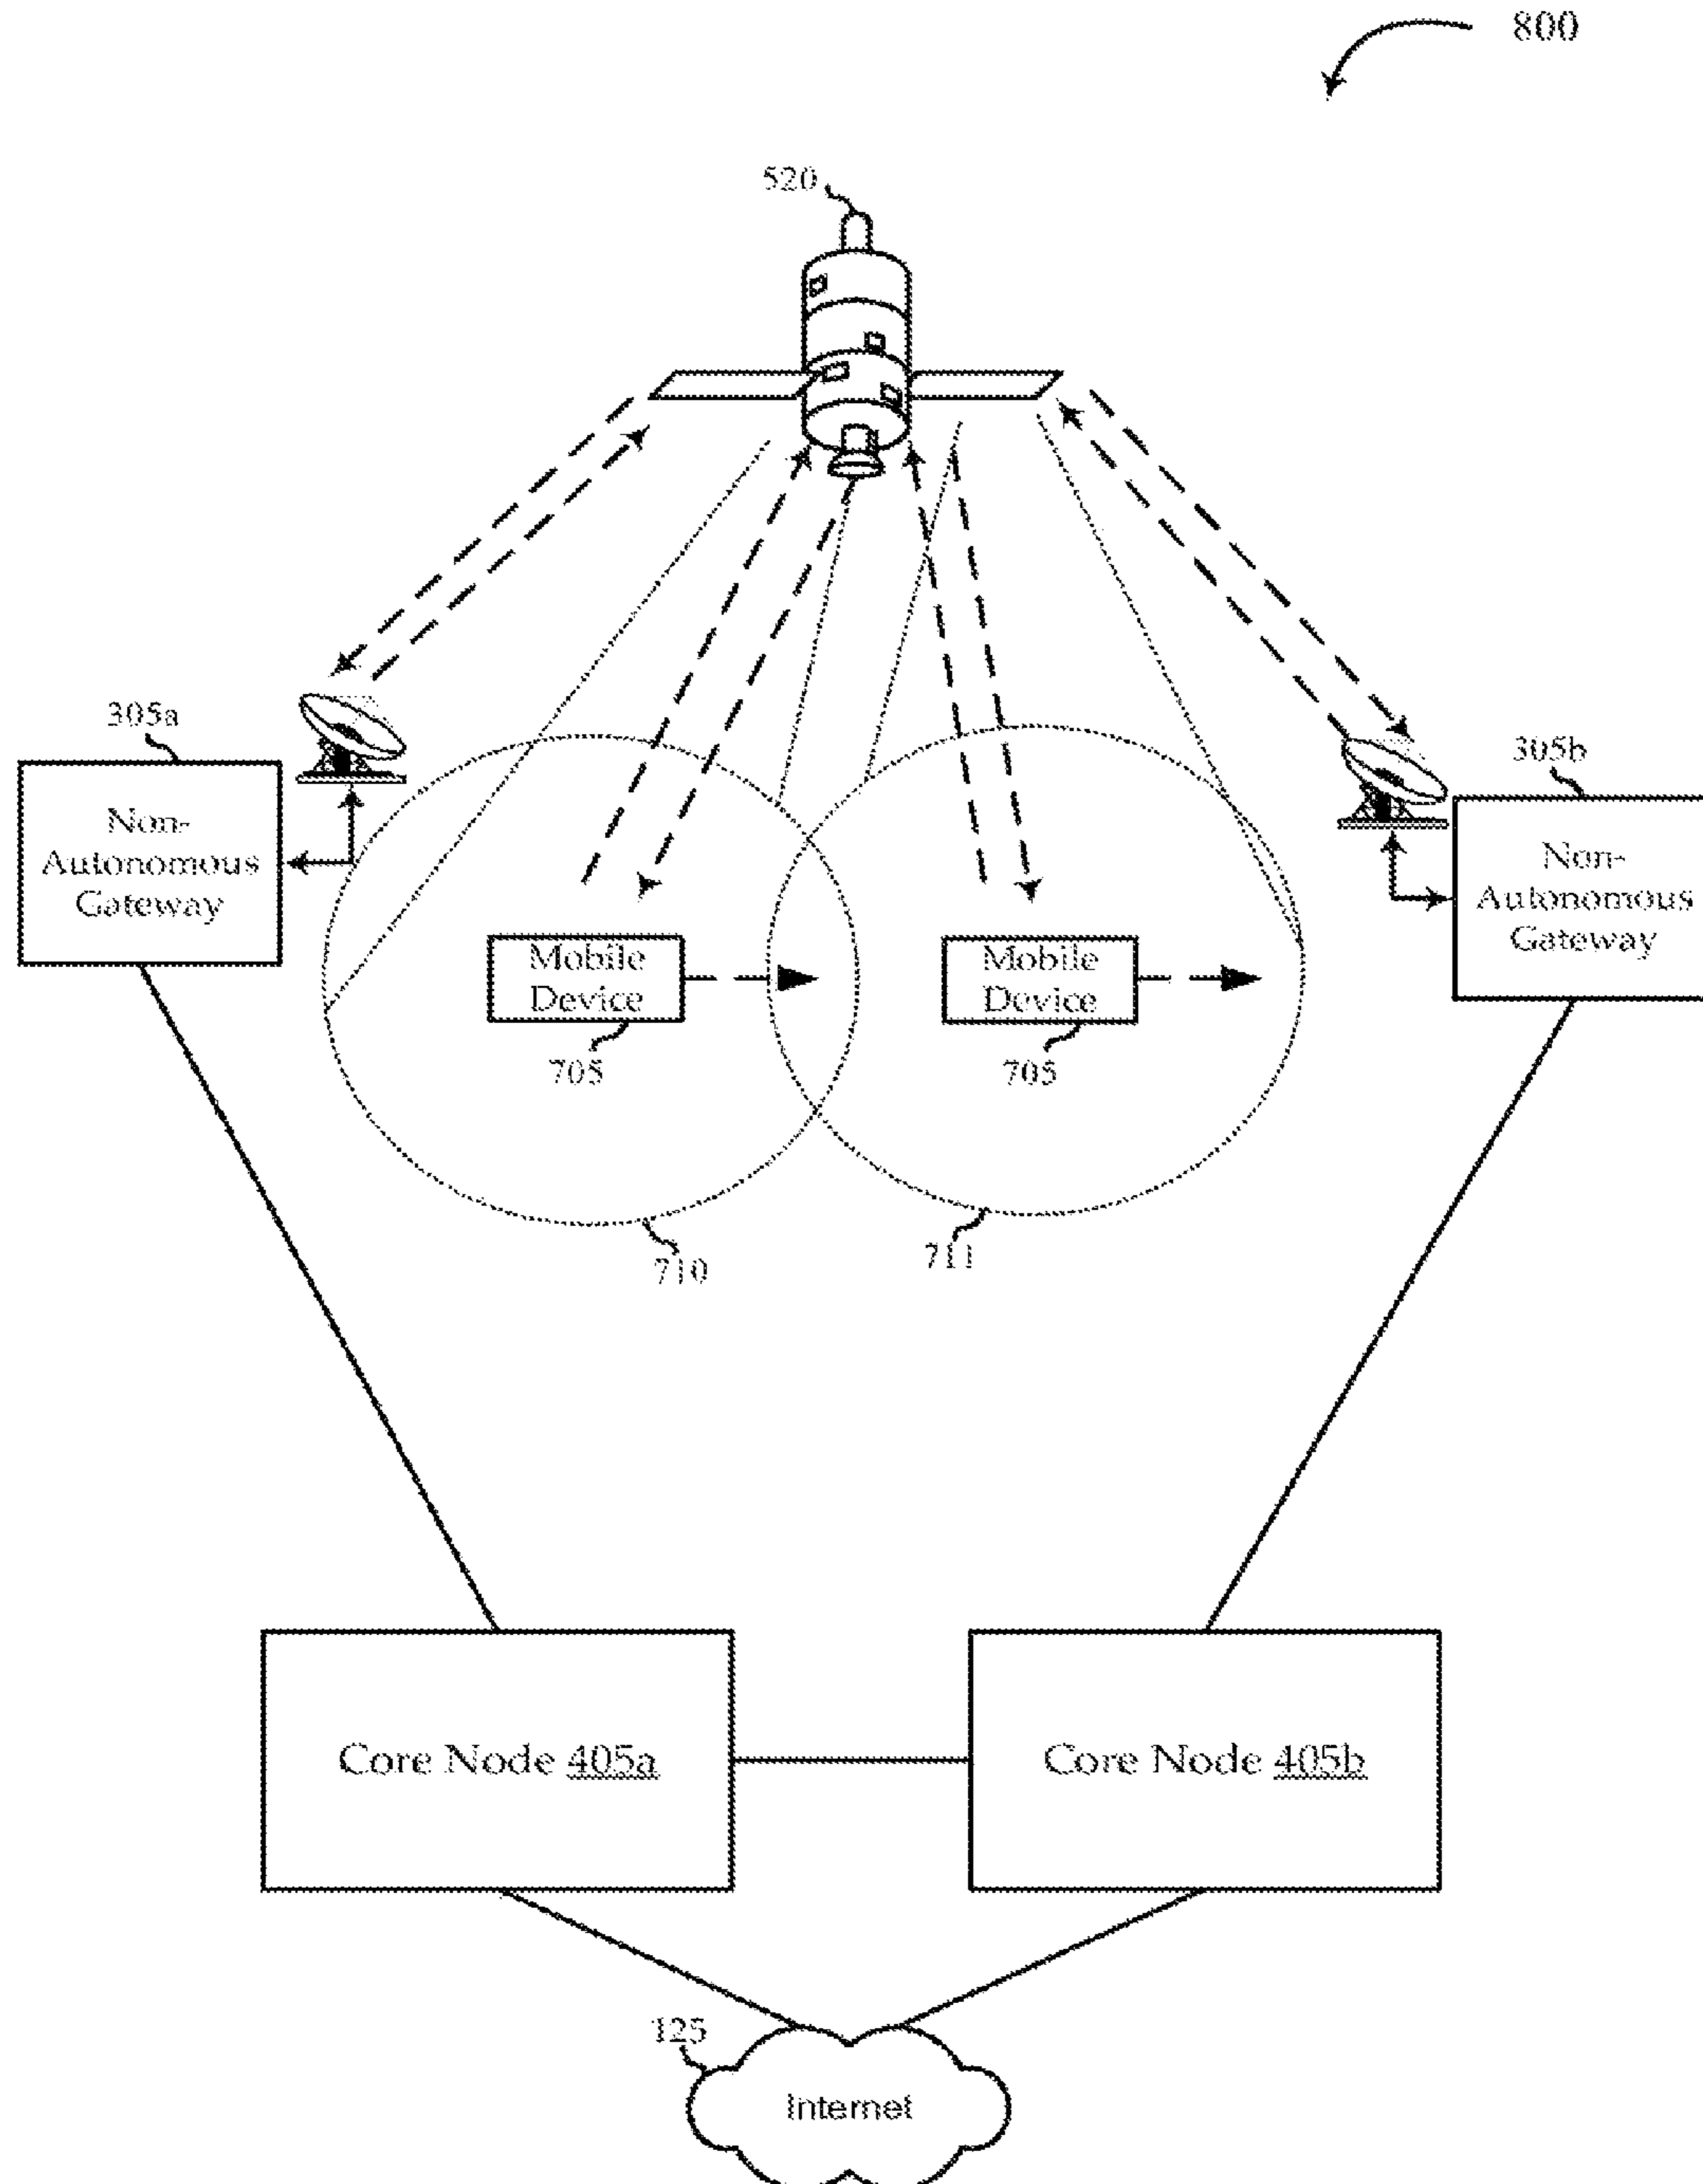 800
520
305a
Non-
Autonomous
Gateway
305b
Non-
Autonomous
Gateway
Mobile
Device
705
Mobile
Device
705
710
711
Core Node 405a
Core Node 405b
125
Internet